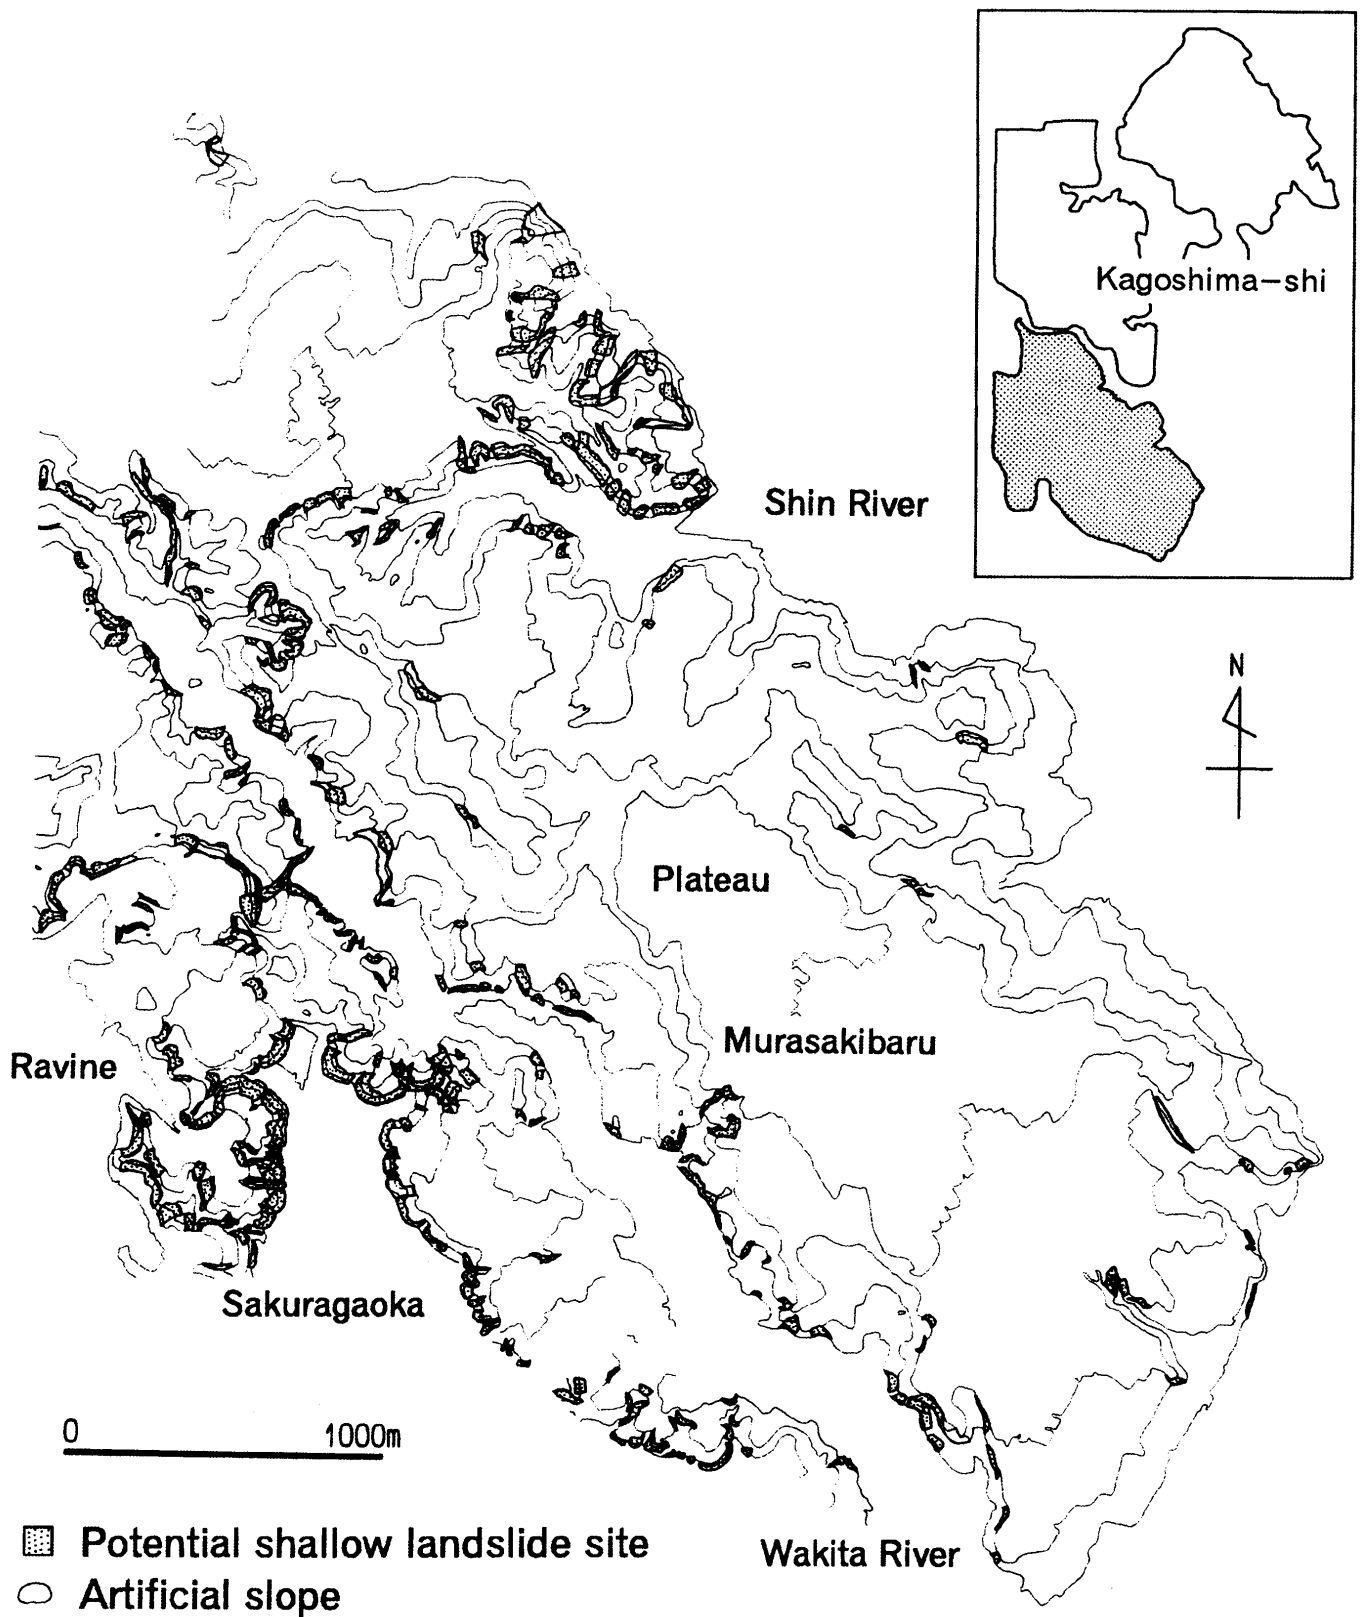 Kagoshima-shi
Shin River
N
Plateau
Murasakibaru
Ravine
Sakuragaoka
0 1000m
Wakita River
Potential shallow landslide site
Artificial slope